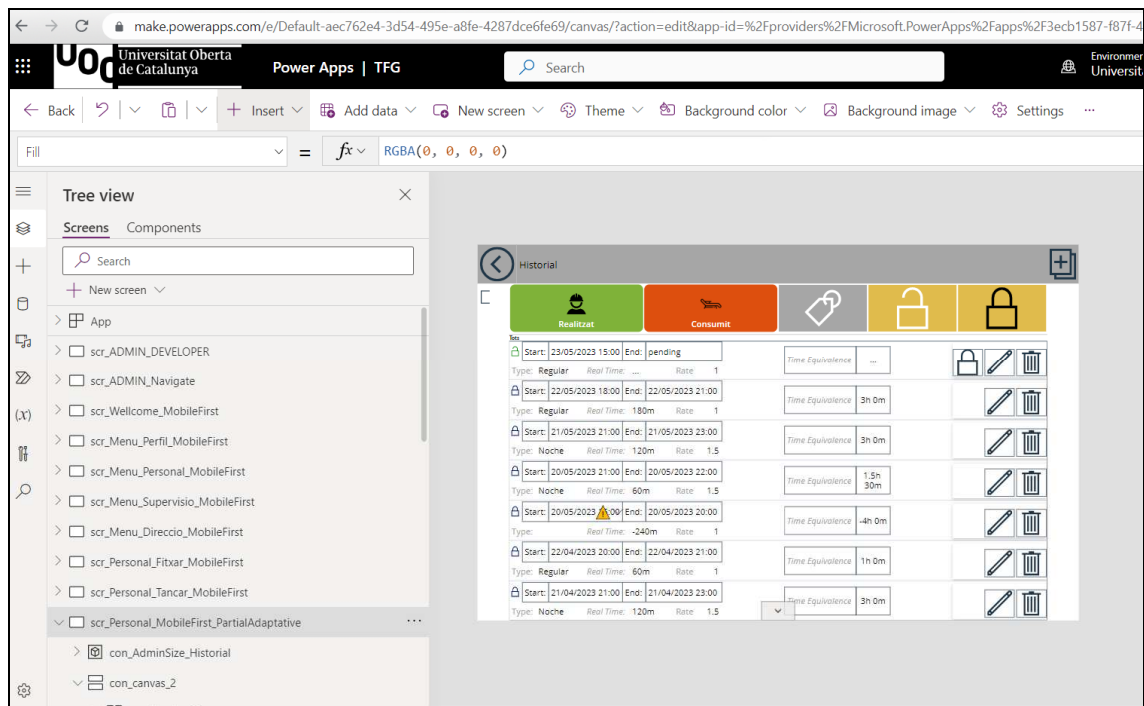 make.powerapps.com/e/Default-aec762e4-3d54-495e-a8fe-4287dce6fe69/canvas/?action=edit&app-id=%2Fproviders%2FMicrosoft.PowerApps%2Fapps%2F3ecb1587-f87f-4
UOC Universitat Oberta
de Catalunya
Power Apps | TFG
Search
Environmen
Universit
Back
Insert
Add data
New screen
Theme
Background color
Background image
Settings
...
Fill
=
fx
RGBA(0, 0, 0, 0)
Tree view
Screens Components
Search
New screen
App
scr_ADMIN_DEVELOPER
scr_ADMIN_Navigate
scr_Wellcome_MobileFirst
scr_Menu_Perfil_MobileFirst
scr_Menu_Personal_MobileFirst
scr_Menu_Supervisio_MobileFirst
scr_Menu_Direccio_MobileFirst
scr_Personal_Fitxar_MobileFirst
scr_Personal_Tancar_MobileFirst
scr_Personal_MobileFirst_PartialAdaptative ...
con_AdminSize_Historial
con_canvas_2
Historial
Realitzat
Consumit
Tots
Start: 23/05/2023 15:00 End: pending
Type: Regular Real Time: ... Rate 1
Time Equivalence ...
Start: 22/05/2023 18:00 End: 22/05/2023 21:00
Type: Regular Real Time: 180m Rate 1
Time Equivalence 3h 0m
Start: 21/05/2023 21:00 End: 21/05/2023 23:00
Type: Noche Real Time: 120m Rate 1.5
Time Equivalence 3h 0m
Start: 20/05/2023 21:00 End: 20/05/2023 22:00
Type: Noche Real Time: 60m Rate 1.5
Time Equivalence 1.5h
30m
Start: 20/05/2023 :00 End: 20/05/2023 20:00
Type: Real Time: -240m Rate 1
Time Equivalence -4h 0m
Start: 22/04/2023 20:00 End: 22/04/2023 21:00
Type: Regular Real Time: 60m Rate 1
Time Equivalence 1h 0m
Start: 21/04/2023 21:00 End: 21/04/2023 23:00
Type: Noche Real Time: 120m Rate 1.5
Time Equivalence 3h 0m